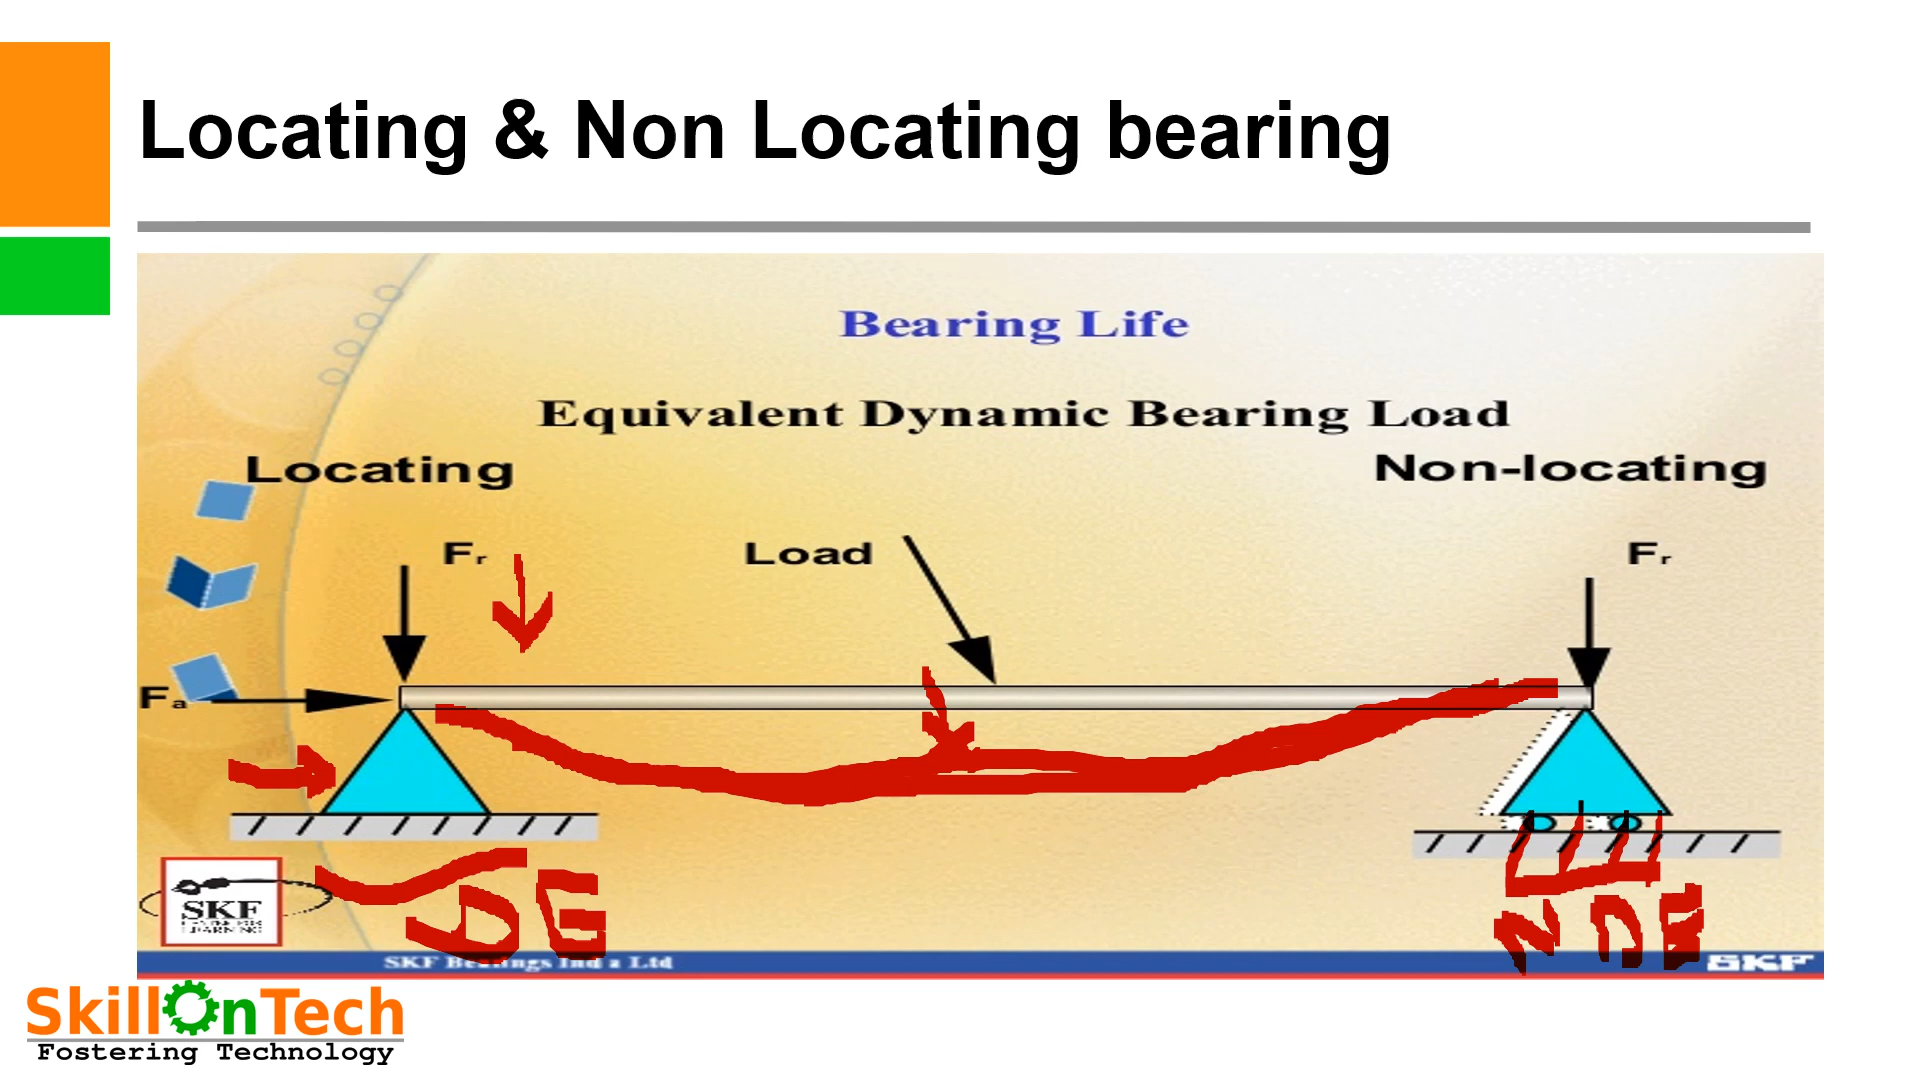 Locating & Non Locating bearing
Bearing Life
Equivalent Dynamic Bearing Load
Locating
Non-locating
Fr
Load
Fr
Fa
DE
NDE
SKF
SKF Bearings India Ltd
SKF
SkillOnTech
Fostering Technology